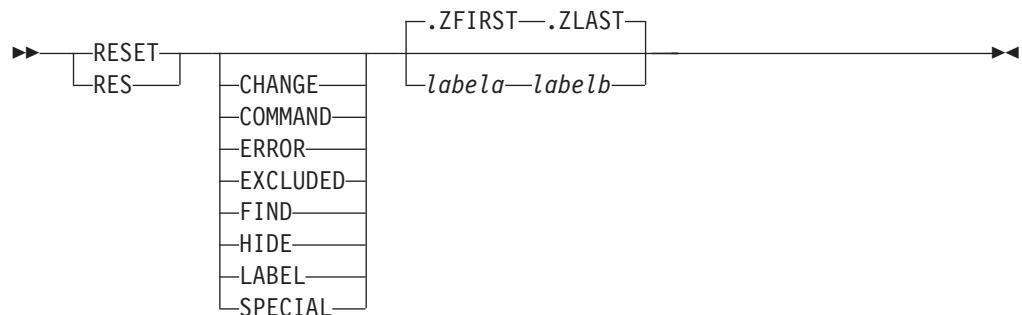 .ZFIRST .ZLAST
RESET
RES
CHANGE
labela labelb
COMMAND
ERROR
EXCLUDED
FIND
HIDE
LABEL
SPECIAL